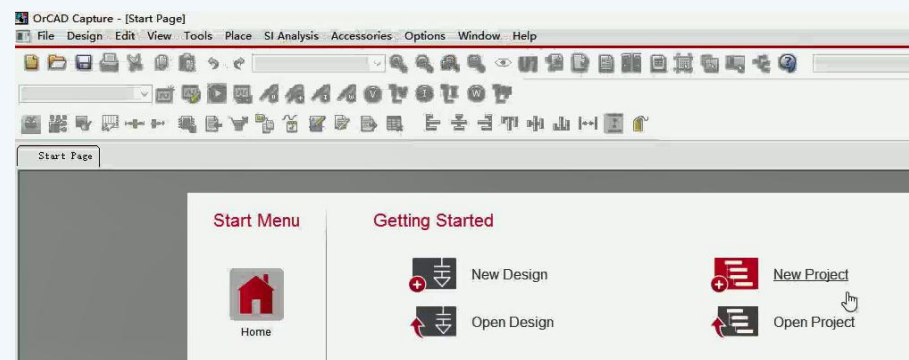 OrCAD Capture - [Start Page]
File Design Edit View Tools Place SI Analysis Accessories Options Window Help
Start Page
Start Menu
Getting Started
New Design
New Project
Home
Open Design
Open Project